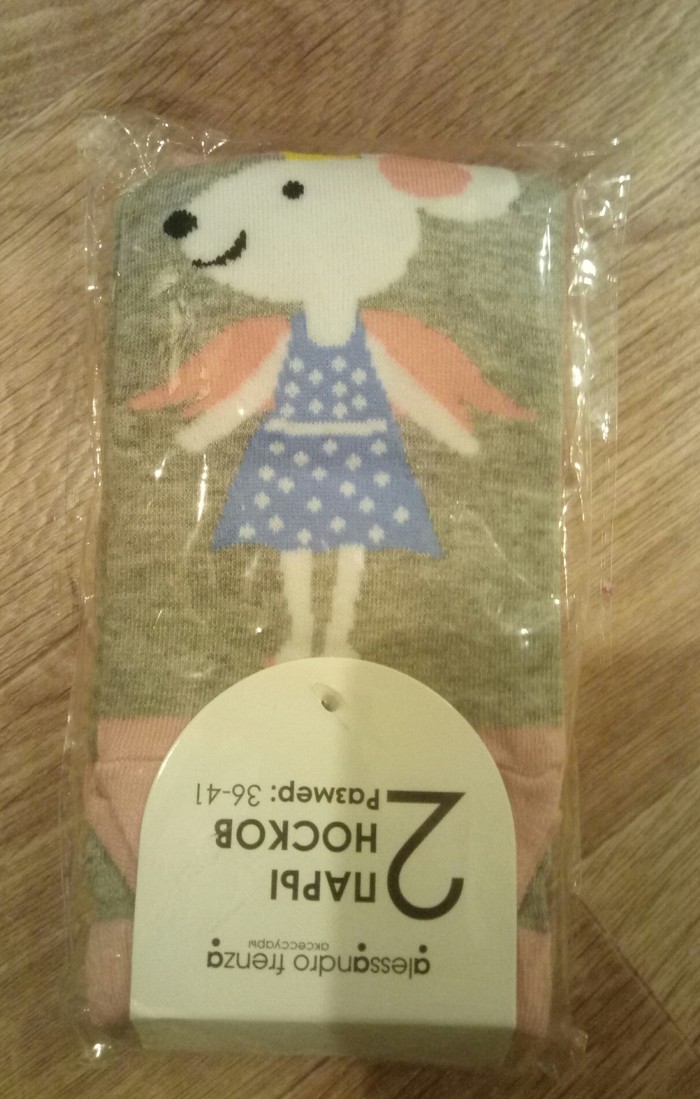 alessandro frenza
аксессуары
2 ПАРЫ
НОСКОВ
Размер: 36-41